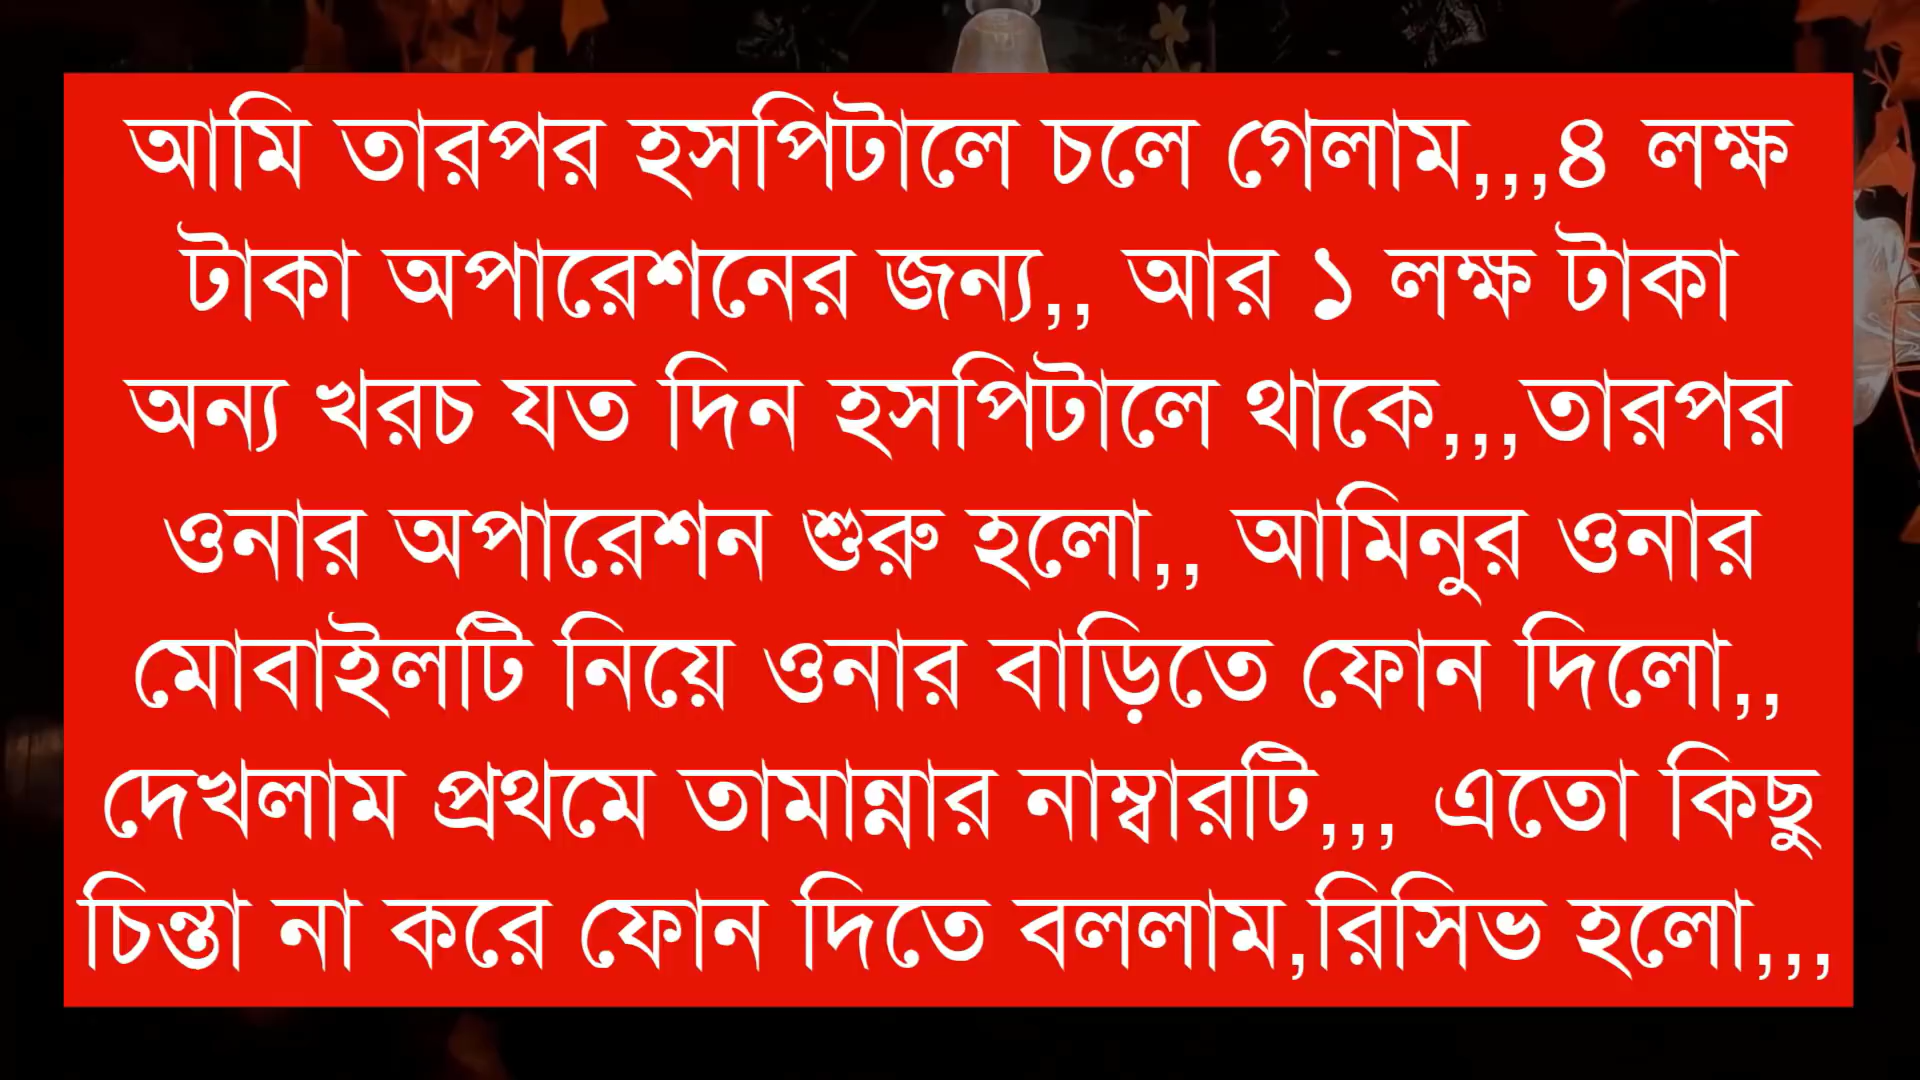 আমি তারপর হসপিটালে চলে গেলাম,,,৪ লক্ষ
টাকা অপারেশনের জন্য,, আর ১ লক্ষ টাকা
অন্য খরচ যত দিন হসপিটালে থাকে,,,তারপর
ওনার অপারেশন শুরু হলো,, আমিনুর ওনার
মোবাইলটি নিয়ে ওনার বাড়িতে ফোন দিলো,,
দেখলাম প্রথমে তামান্নার নাম্বারটি,,, এতো কিছু
চিন্তা না করে ফোন দিতে বললাম,রিসিভ হলো,,,